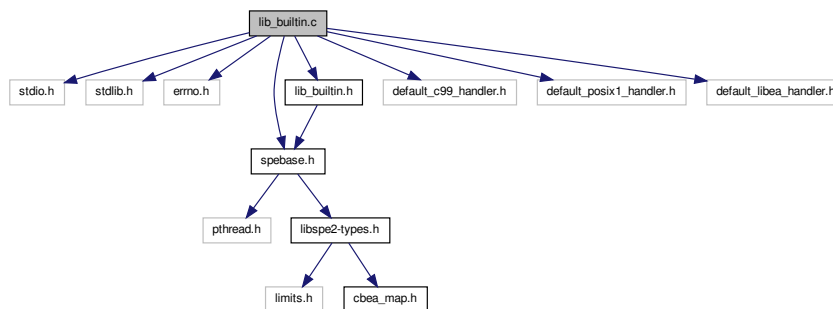 lib_builtin.c
stdio.h
stdlib.h
errno.h
lib_builtin.h
default_c99_handler.h
default_posix1_handler.h
default_libea_handler.h
spebase.h
pthread.h
libspe2-types.h
limits.h
cbea_map.h